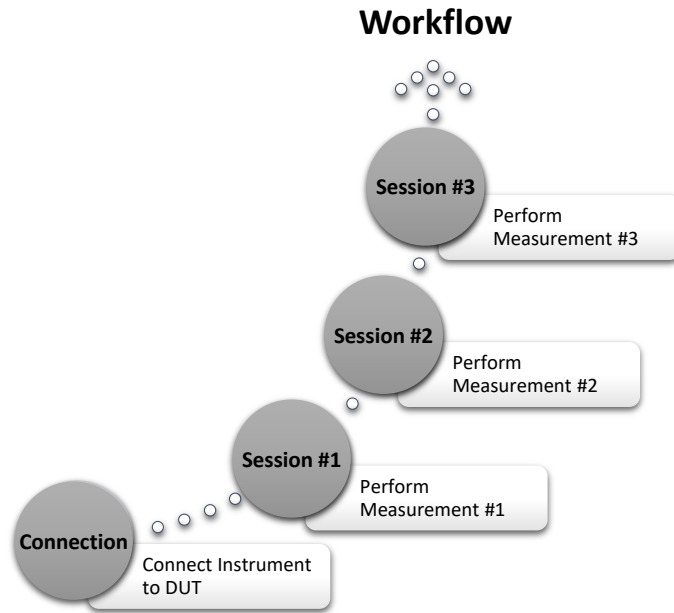 Workflow
Session #3
Perform
Measurement #3
Session #2
Perform
Measurement #2
Session #1
Perform
Measurement #1
Connection
Connect Instrument
to DUT